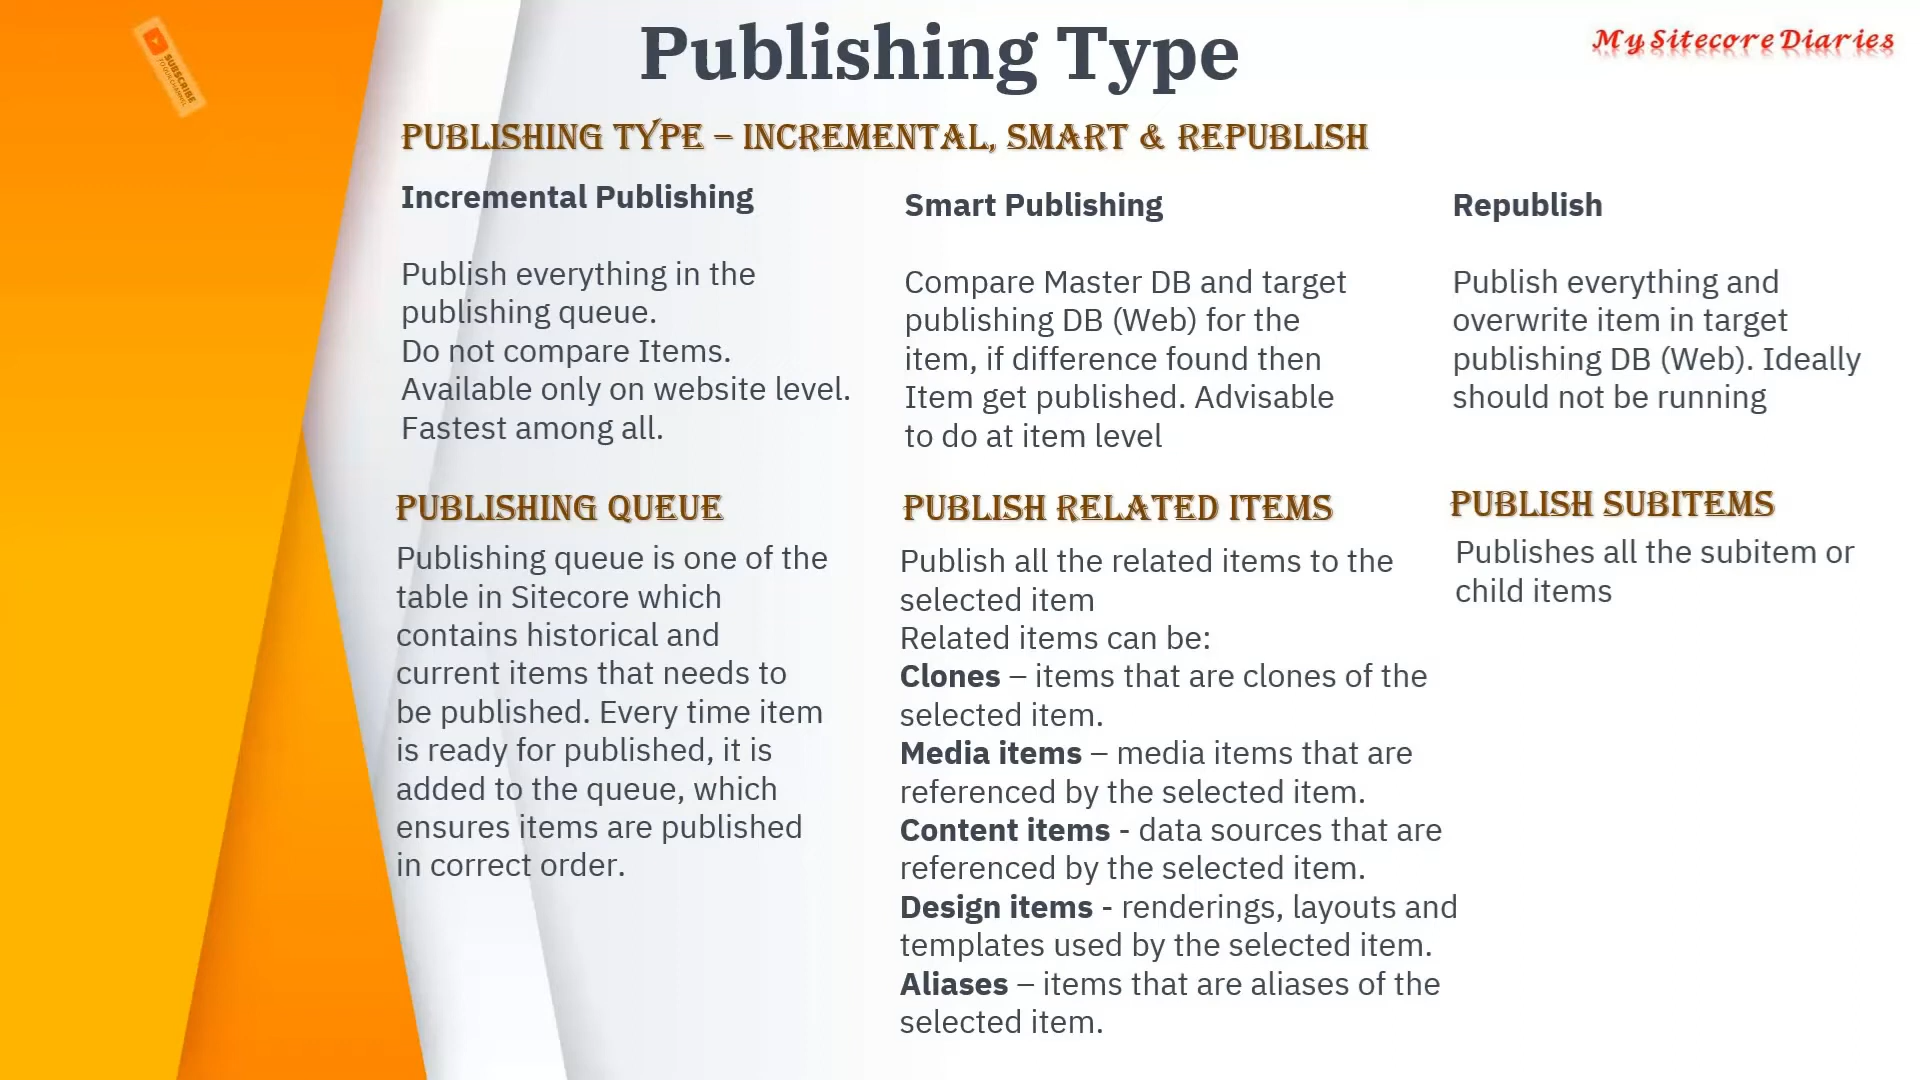 Publishing Type
My Sitecore Diaries
SUBSCRIBE
TO OUR CHANNEL
PUBLISHING TYPE – INCREMENTAL, SMART & REPUBLISH
Incremental Publishing
Publish everything in the
publishing queue.
Do not compare Items.
Available only on website level.
Fastest among all.
Smart Publishing
Compare Master DB and target
publishing DB (Web) for the
item, if difference found then
Item get published. Advisable
to do at item level
Republish
Publish everything and
overwrite item in target
publishing DB (Web). Ideally
should not be running
PUBLISHING QUEUE
Publishing queue is one of the
table in Sitecore which
contains historical and
current items that needs to
be published. Every time item
is ready for published, it is
added to the queue, which
ensures items are published
in correct order.
PUBLISH RELATED ITEMS
Publish all the related items to the
selected item
Related items can be:
Clones – items that are clones of the
selected item.
Media items – media items that are
referenced by the selected item.
Content items - data sources that are
referenced by the selected item.
Design items - renderings, layouts and
templates used by the selected item.
Aliases – items that are aliases of the
selected item.
PUBLISH SUBITEMS
Publishes all the subitem or
child items